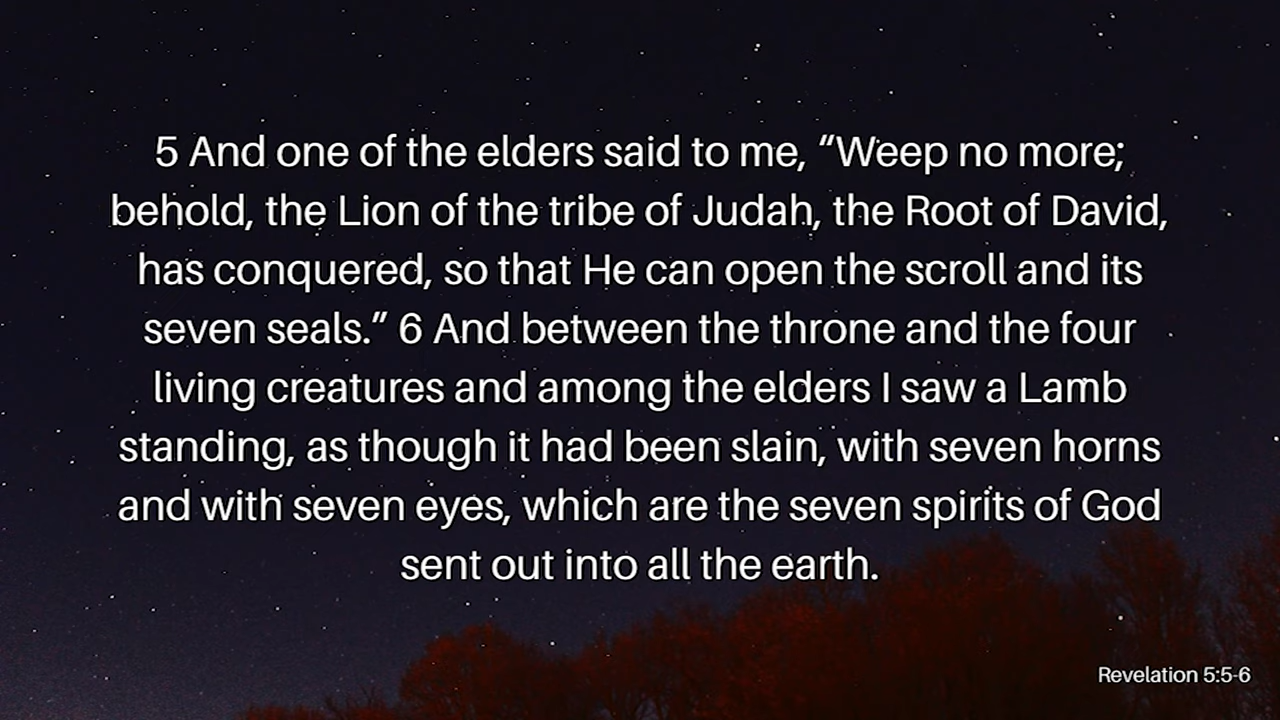 5 And one of the elders said to me, “Weep no more;
behold, the Lion of the tribe of Judah, the Root of David,
has conquered, so that He can open the scroll and its
seven seals.” 6 And between the throne and the four
living creatures and among the elders I saw a Lamb
standing, as though it had been slain, with seven horns
and with seven eyes, which are the seven spirits of God
sent out into all the earth.
Revelation 5:5-6